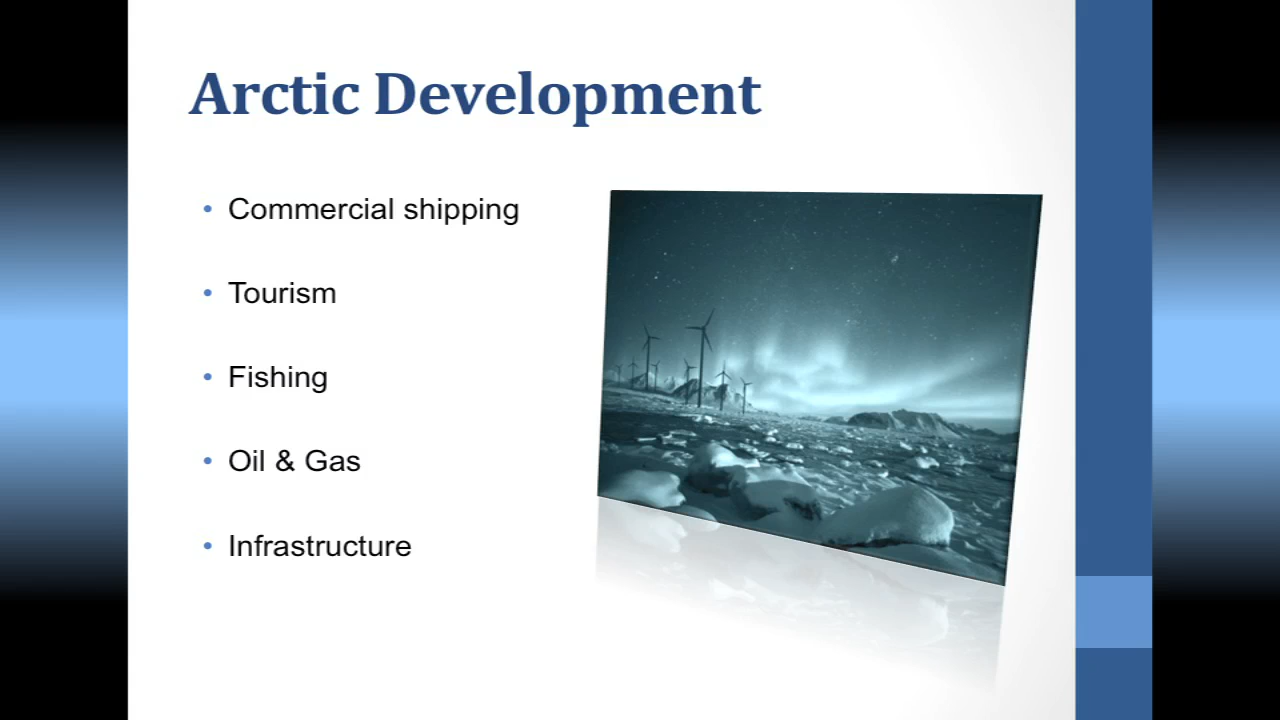 Arctic Development
• Commercial shipping
• Tourism
• Fishing
• Oil & Gas
• Infrastructure